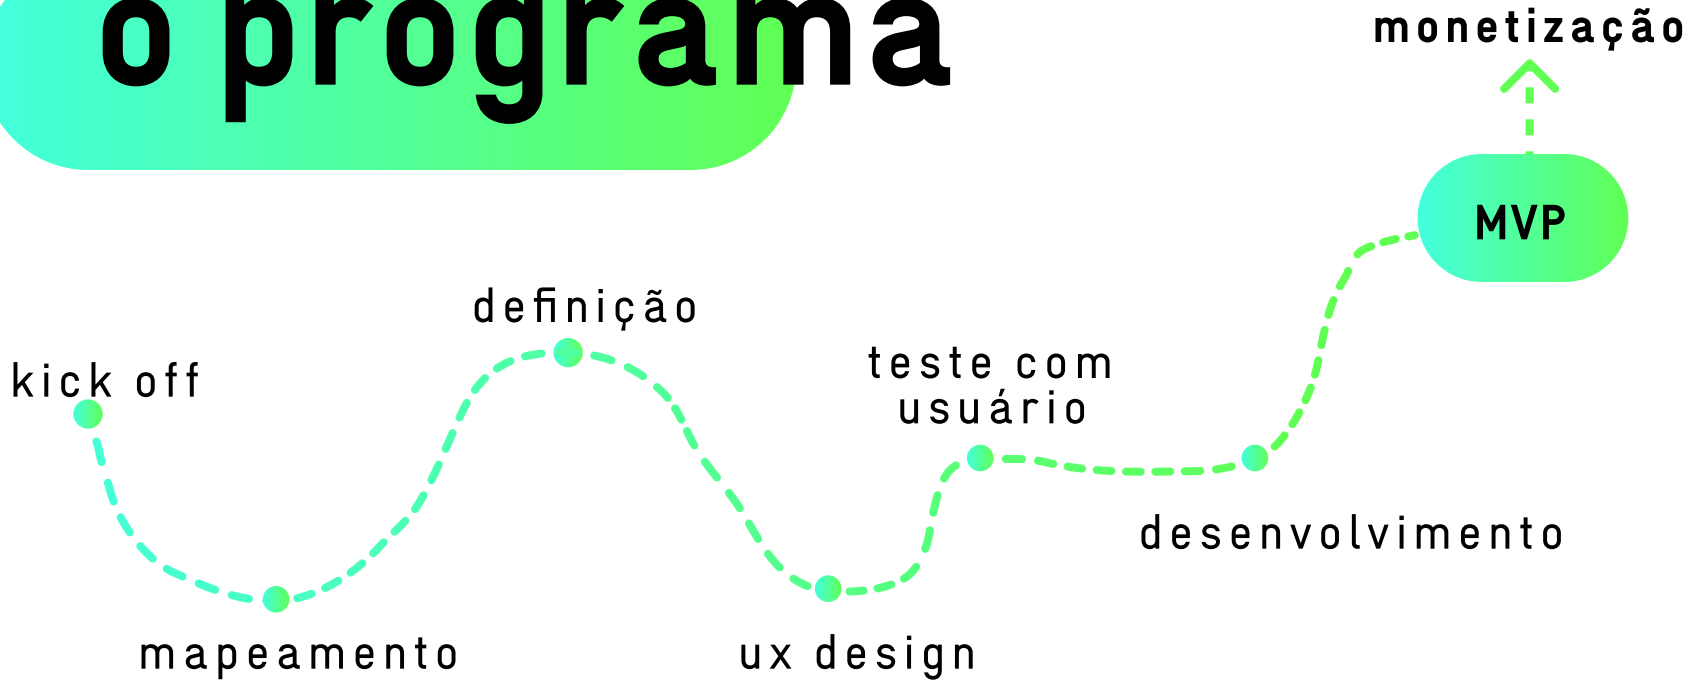 o programa
monetização
MVP
definição
kick off
teste com
usuário
desenvolvimento
mapeamento
ux design